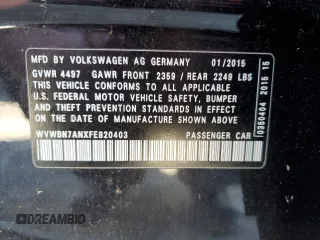 MFD BY VOLKSWAGEN AG GERMANY 01/2015
GVWR 4497 GAWR FRONT 2359 / REAR 2249 LBS
THIS VEHICLE CONFORMS TO ALL APPLICABLE
U.S. FEDERAL MOTOR VEHICLE SAFETY, BUMPER
AND THEFT PREVENTION STANDARDS IN EFFECT
ON THE DATE OF MANUFACTURE SHOWN ABOVE.
WVWBN7ANXFE820403 PASSENGER CAR
0350404 2015 15
DREAMBID